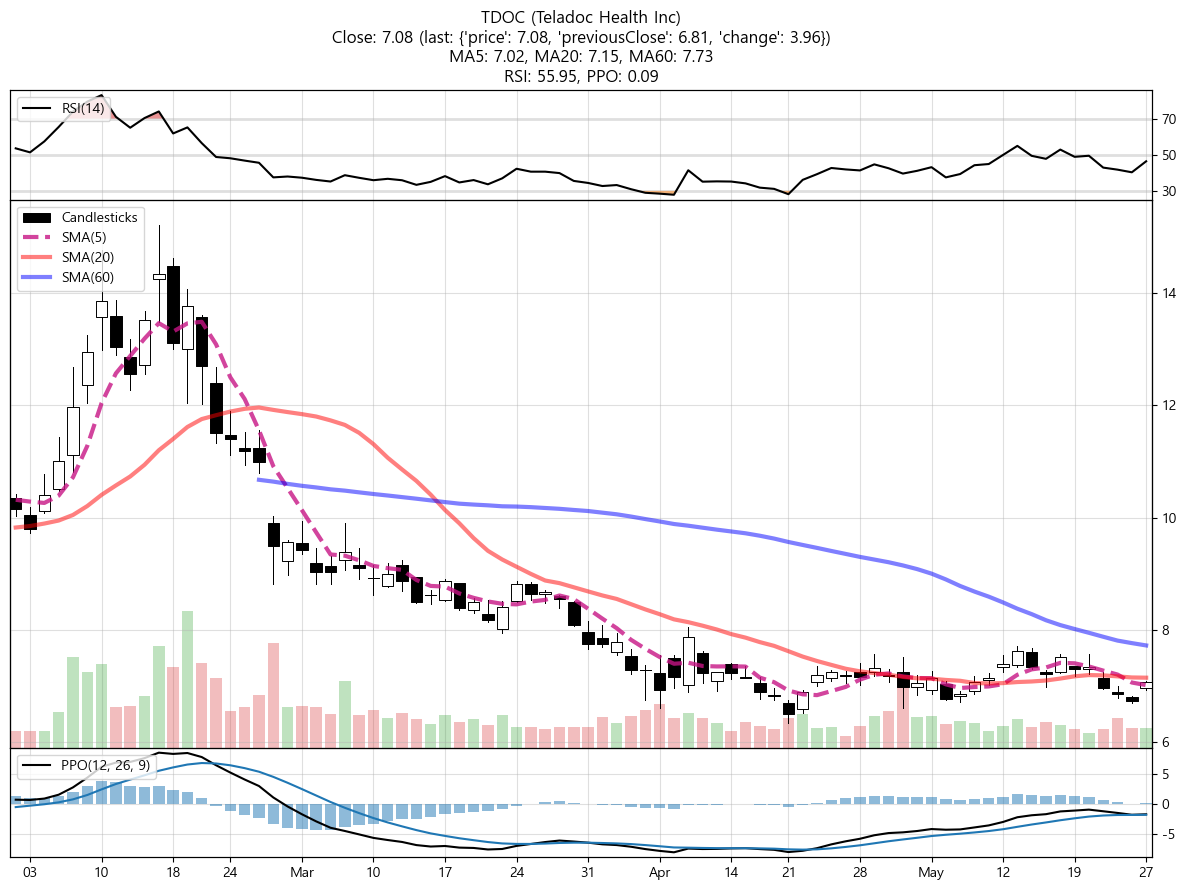 TDOC (Teladoc Health Inc)
Close: 7.08 (last: {'price': 7.08, 'previousClose': 6.81, 'change': 3.96})
MA5: 7.02, MA20: 7.15, MA60: 7.73
RSI: 55.95, PPO: 0.09
RSI(14)
70
50
30
Candlesticks
SMA(5)
SMA(20)
SMA(60)
14
12
10
8
6
PPO(12, 26, 9)
5
0
-5
03 10 18 24 Mar 10 17 24 31 Apr 14 21 28 May 12 19 27